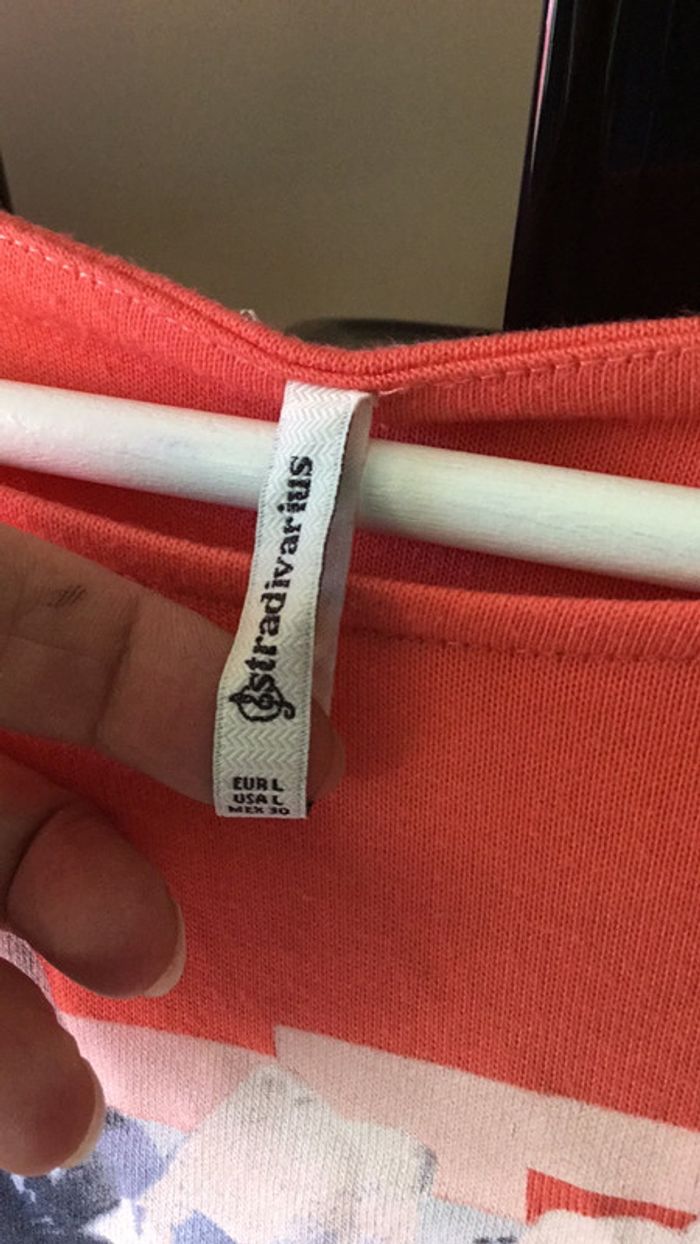 stradivarius
EUR L
USA L
MEX 30